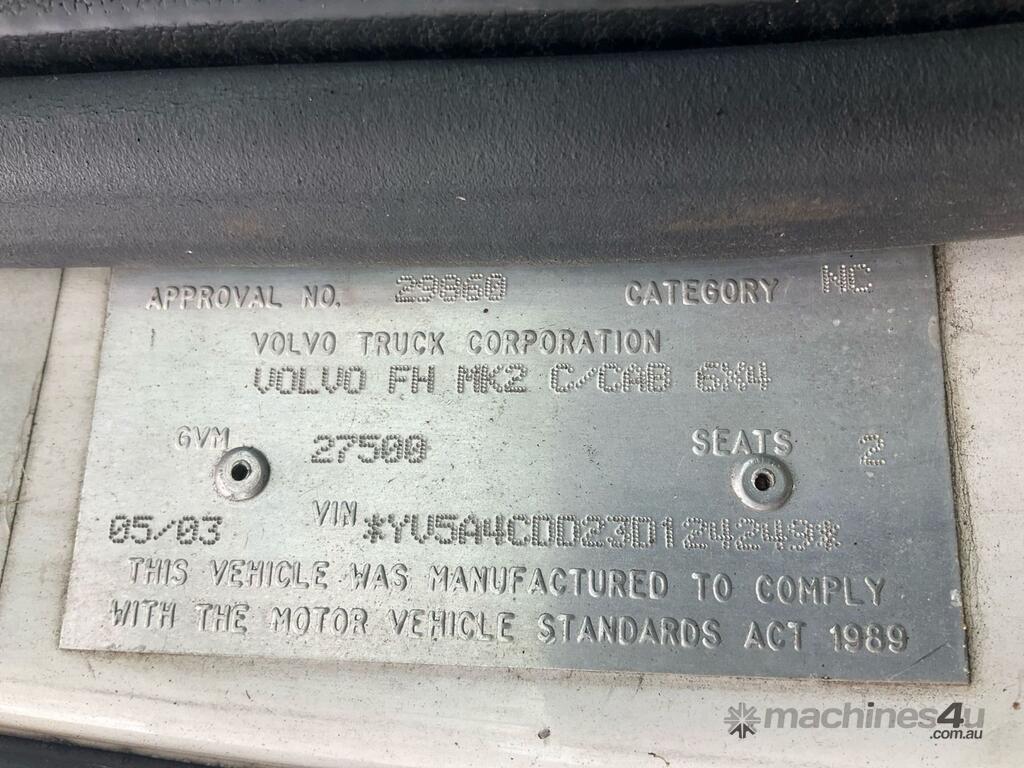 APPROVAL NO. 29860 CATEGORY NC
VOLVO TRUCK CORPORATION
VOLVO FH MK2 C/CAB 6X4
GVM 27500 SEATS 2
05/03 VIN *YV5A4CDD23D124249*
THIS VEHICLE WAS MANUFACTURED TO COMPLY
WITH THE MOTOR VEHICLE STANDARDS ACT 1989
machines4u
.com.au